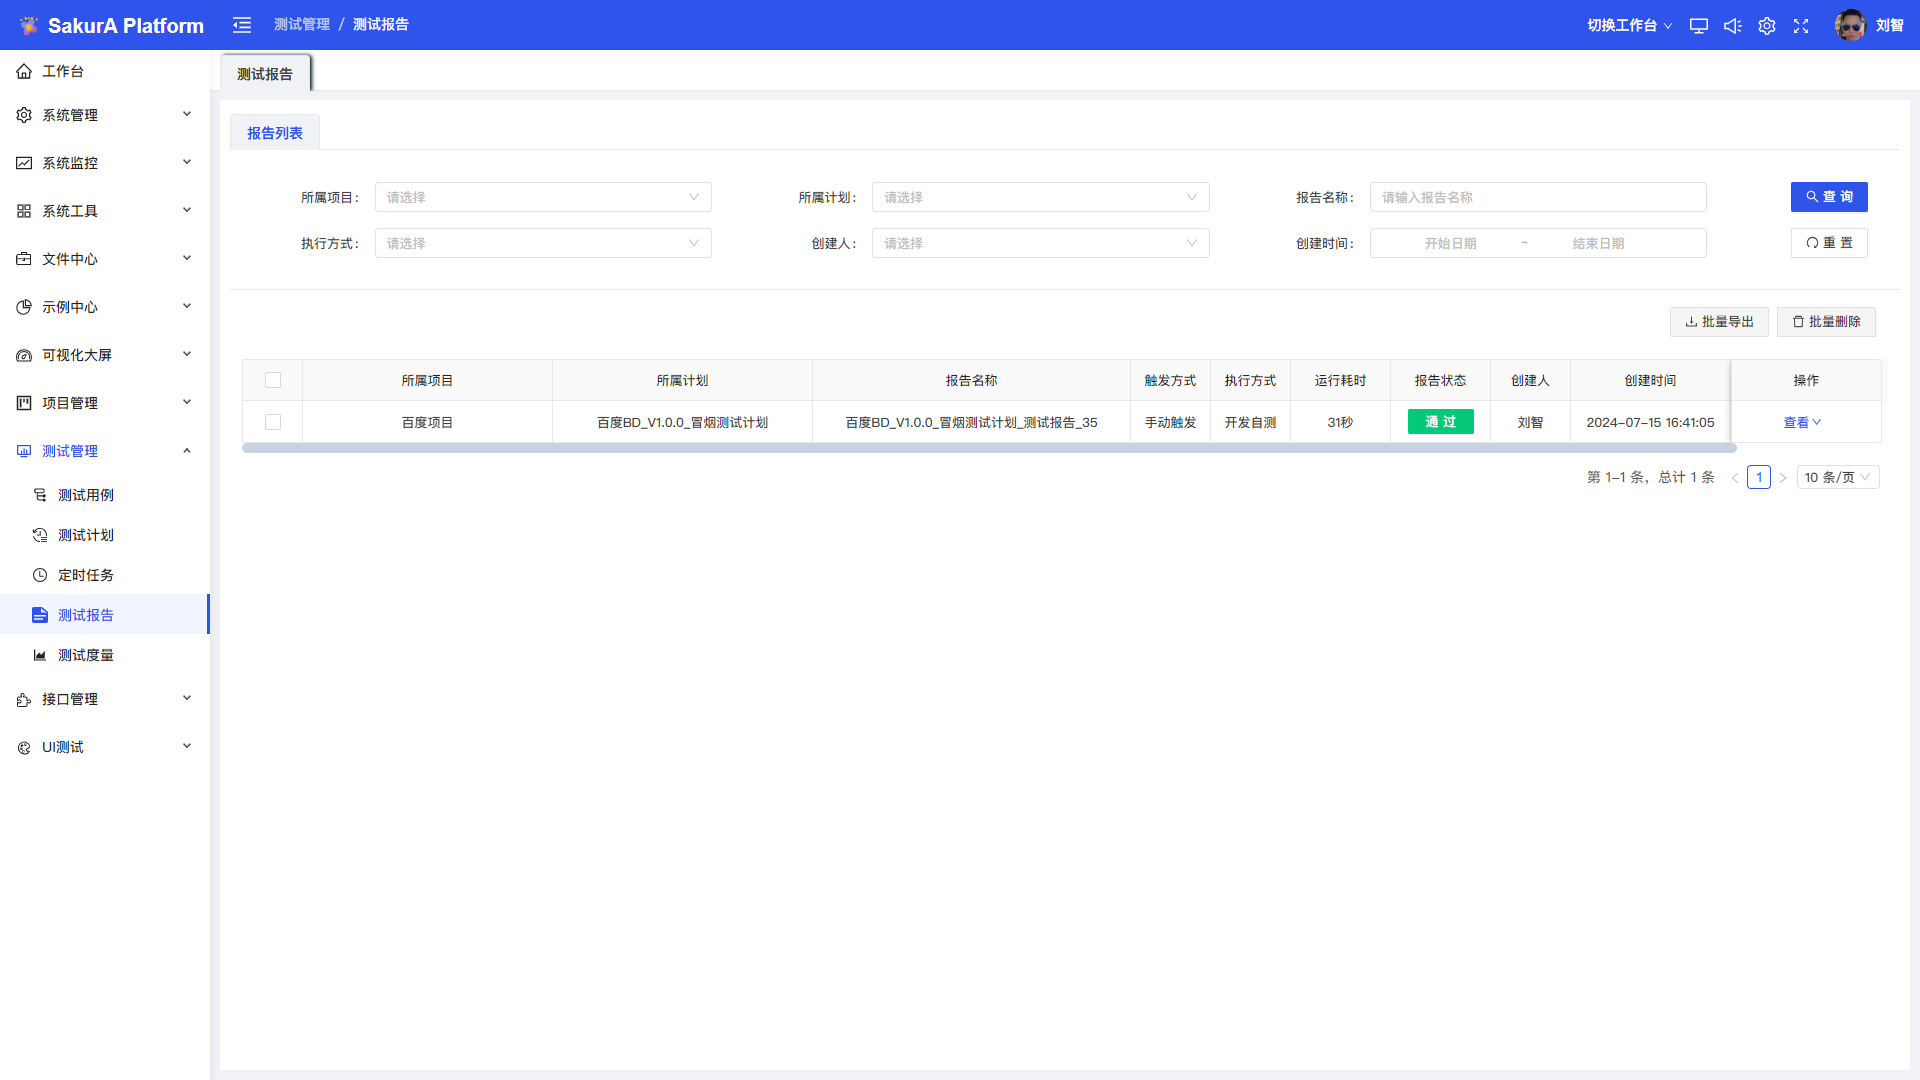 SakurA Platform
测试管理 / 测试报告
切换工作台
刘智
工作台
系统管理
系统监控
系统工具
文件中心
示例中心
可视化大屏
项目管理
测试管理
测试用例
测试计划
定时任务
测试报告
测试度量
接口管理
UI测试
测试报告
报告列表
所属项目: 请选择 所属计划: 请选择 报告名称: 请输入报告名称 查 询
执行方式: 请选择 创建人: 请选择 创建时间: 开始日期 ~ 结束日期 重 置
批量导出 批量删除
所属项目 所属计划 报告名称 触发方式 执行方式 运行耗时 报告状态 创建人 创建时间 操作
百度项目 百度BD_V1.0.0_冒烟测试计划 百度BD_V1.0.0_冒烟测试计划_测试报告_35 手动触发 开发自测 31秒 通 过 刘智 2024-07-15 16:41:05 查看
第 1-1 条，总计 1 条 < 1 > 10 条/页